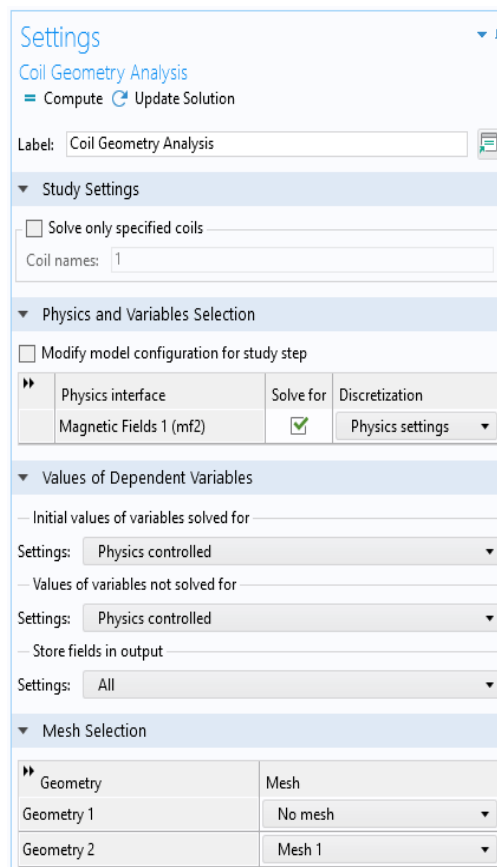 Settings
Coil Geometry Analysis
= Compute Update Solution
Label: Coil Geometry Analysis
Study Settings
Solve only specified coils
Coil names: 1
Physics and Variables Selection
Modify model configuration for study step
Physics interface Solve for Discretization
Magnetic Fields 1 (mf2) Physics settings
Values of Dependent Variables
Initial values of variables solved for
Settings: Physics controlled
Values of variables not solved for
Settings: Physics controlled
Store fields in output
Settings: All
Mesh Selection
Geometry Mesh
Geometry 1 No mesh
Geometry 2 Mesh 1